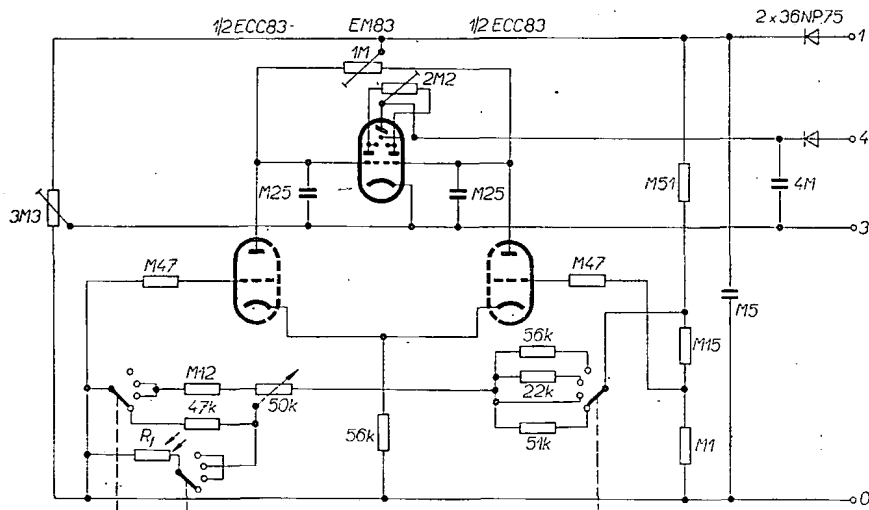 1/2 ECC83- EM83 1/2 ECC83 2 x 36NP75
1M
1
2M2
4
M25 M25 M51 4M
3M3
3
M47 M47
M5
56k
M15
M12
22k
50k
47k
56k
51k
R1
M1
0